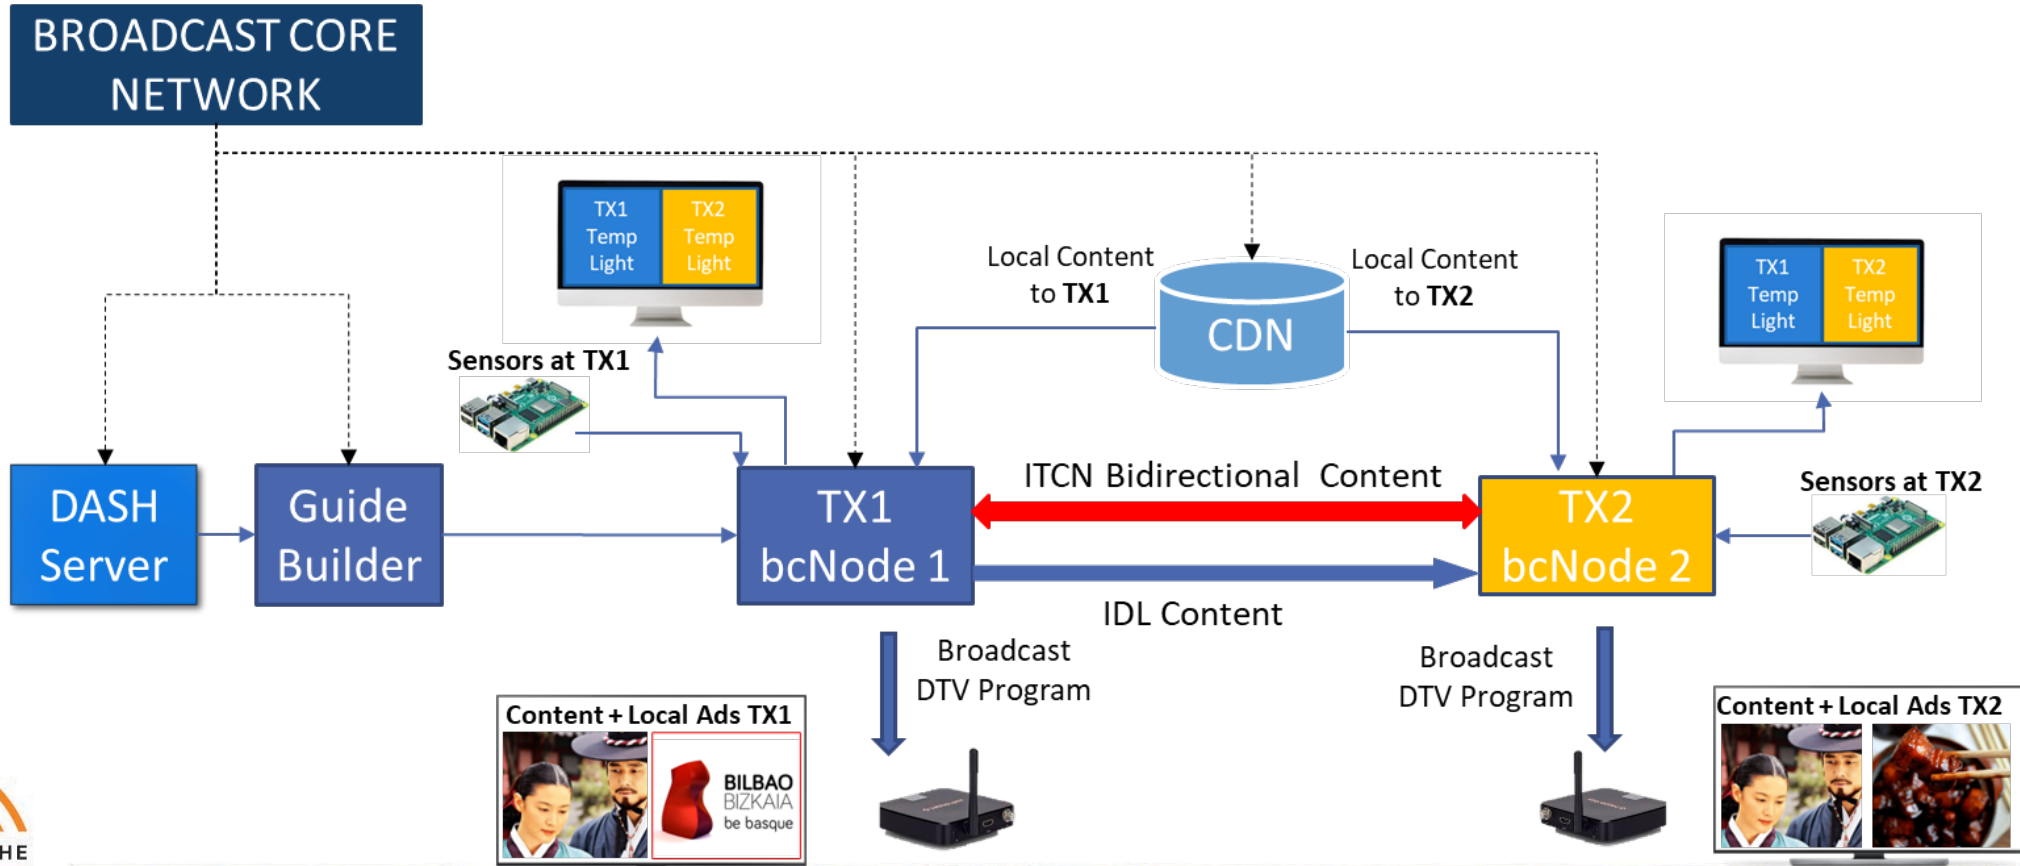 BROADCAST CORE
NETWORK
TX1
Temp
Light
TX2
Temp
Light
Sensors at TX1
Local Content
to TX1
Local Content
to TX2
CDN
TX1
Temp
Light
TX2
Temp
Light
Sensors at TX2
DASH
Server
Guide
Builder
TX1
bcNode 1
ITCN Bidirectional Content
IDL Content
TX2
bcNode 2
Broadcast
DTV Program
Broadcast
DTV Program
Content + Local Ads TX1
BILBAO
BIZKAIA
be basque
Content + Local Ads TX2
HE